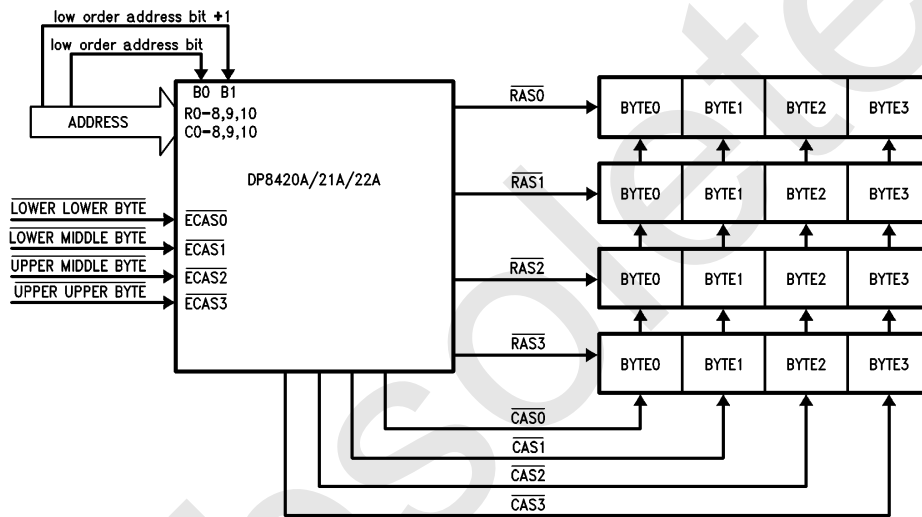 low order address bit +1
low order address bit
B0 B1
R0-8,9,10
C0-8,9,10
ADDRESS
DP8420A/21A/22A
LOWER LOWER BYTE
ECAS0
LOWER MIDDLE BYTE
ECAS1
UPPER MIDDLE BYTE
ECAS2
UPPER UPPER BYTE
ECAS3
RAS0
BYTE0 BYTE1 BYTE2 BYTE3
RAS1
BYTE0 BYTE1 BYTE2 BYTE3
RAS2
BYTE0 BYTE1 BYTE2 BYTE3
RAS3
BYTE0 BYTE1 BYTE2 BYTE3
CAS0
CAS1
CAS2
CAS3
obsolete